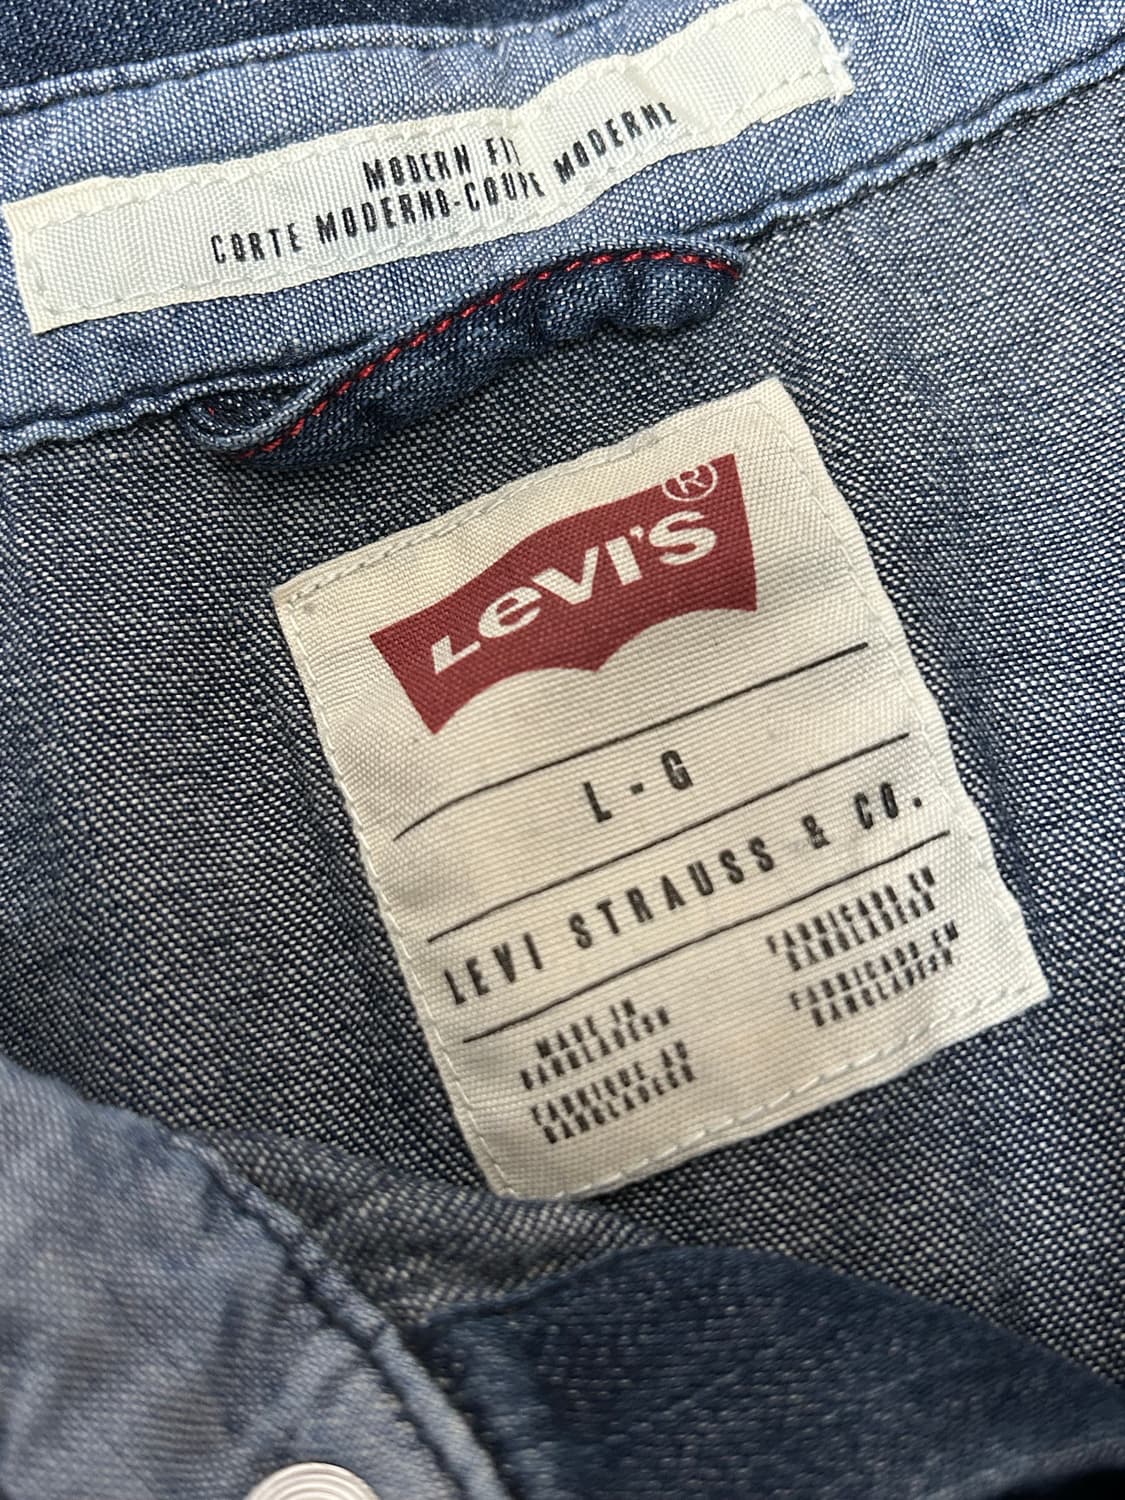 MODERN FIT
CORTE MODERNO-COUPE MODERNE
LEVI'S®
L - G
LEVI STRAUSS & CO.
MADE IN
BANGLADESH
FABRIQUE AU
BANGLADESH
FABRICADO EN
BANGLADESH
FABRICADO EM
BANGLADESH